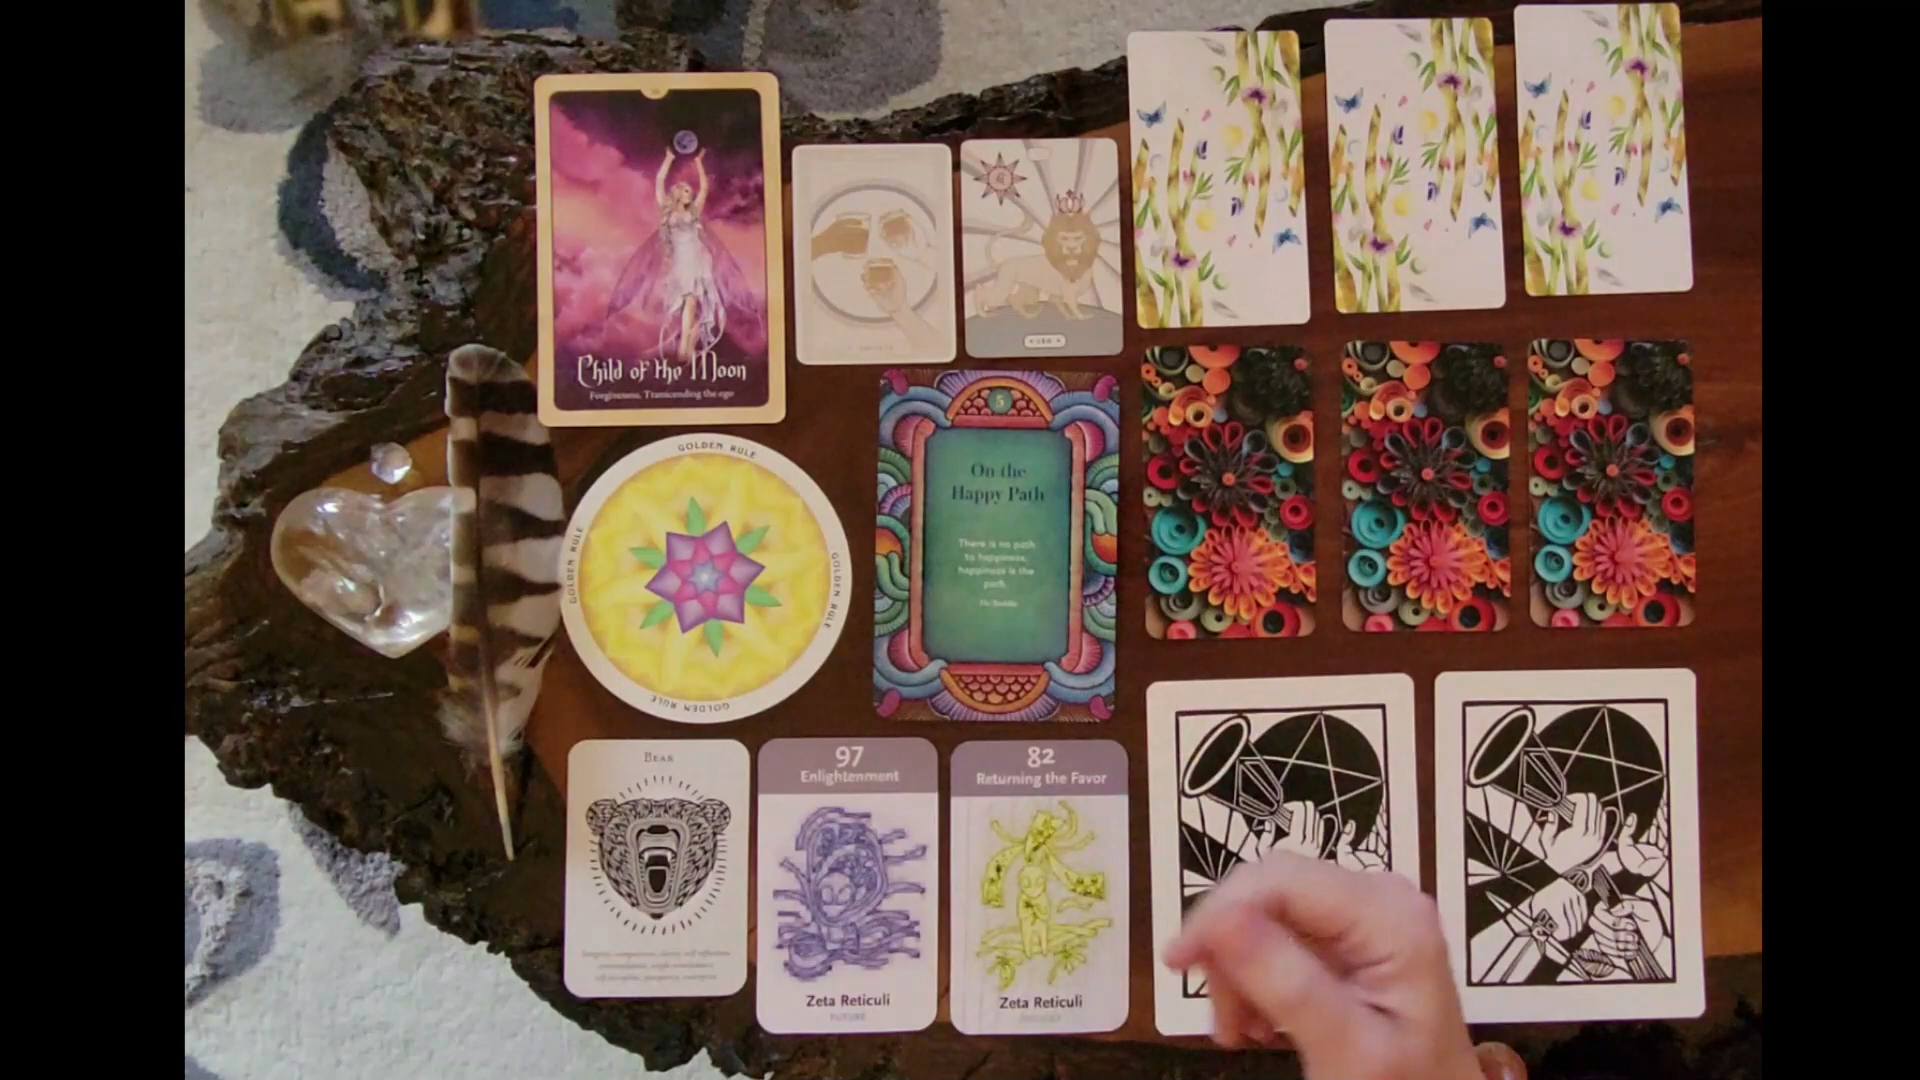 Child of the Moon
Forgiveness, Transcending the ego
GOLDEN RULE
GOLDEN RULE
GOLDEN RULE
GOLDEN RULE
5
On the
Happy Path
There is no path
to happiness,
happiness is the
path.
BEAR
97
Enlightenment
Zeta Reticuli
FUTURE
82
Returning the Favor
Zeta Reticuli